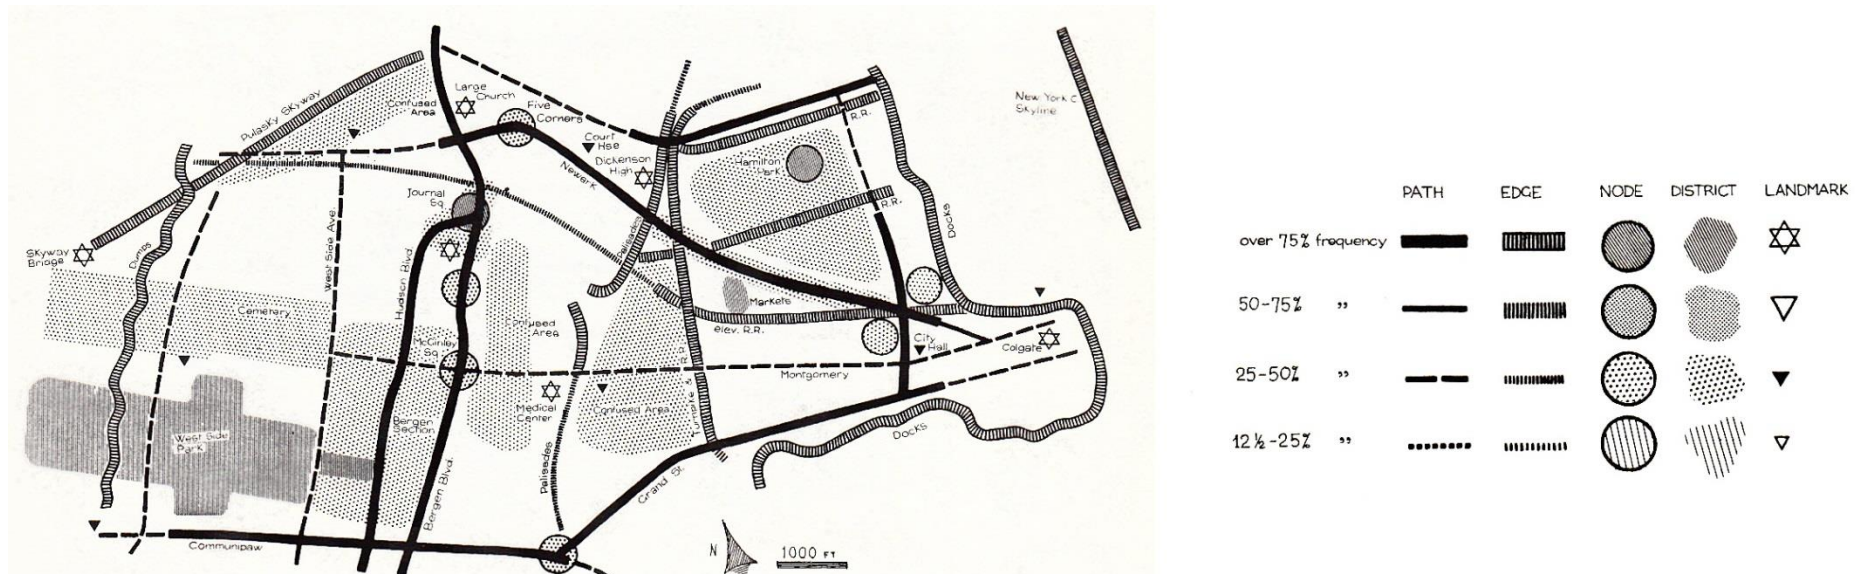 Pulasky Skyway
Confused
Area
Large
Church
Five
Corners
Court
Hse
Dickenson
High
Newark
R.R.
Hamilton
Park
R.R.
New York C.
Skyline
Journal
Sq.
Palisades
Docks
Skyway
Bridge
Dumps
West Side Ave.
Hudson Blvd.
Cemetery
Confused
Area
Markets
elev. R.R.
McGinley
Sq.
City
Hall
Colgate
Montgomery
Medical
Center
Confused Area
Turnpike & R.R.
Bergen
Section
West Side
Park
Docks
Palisades
Bergen Blvd.
Grand St.
Communipaw
N
1000 FT
PATH EDGE NODE DISTRICT LANDMARK
over 75% frequency
50-75% ”
25-50% ”
12½-25% ”